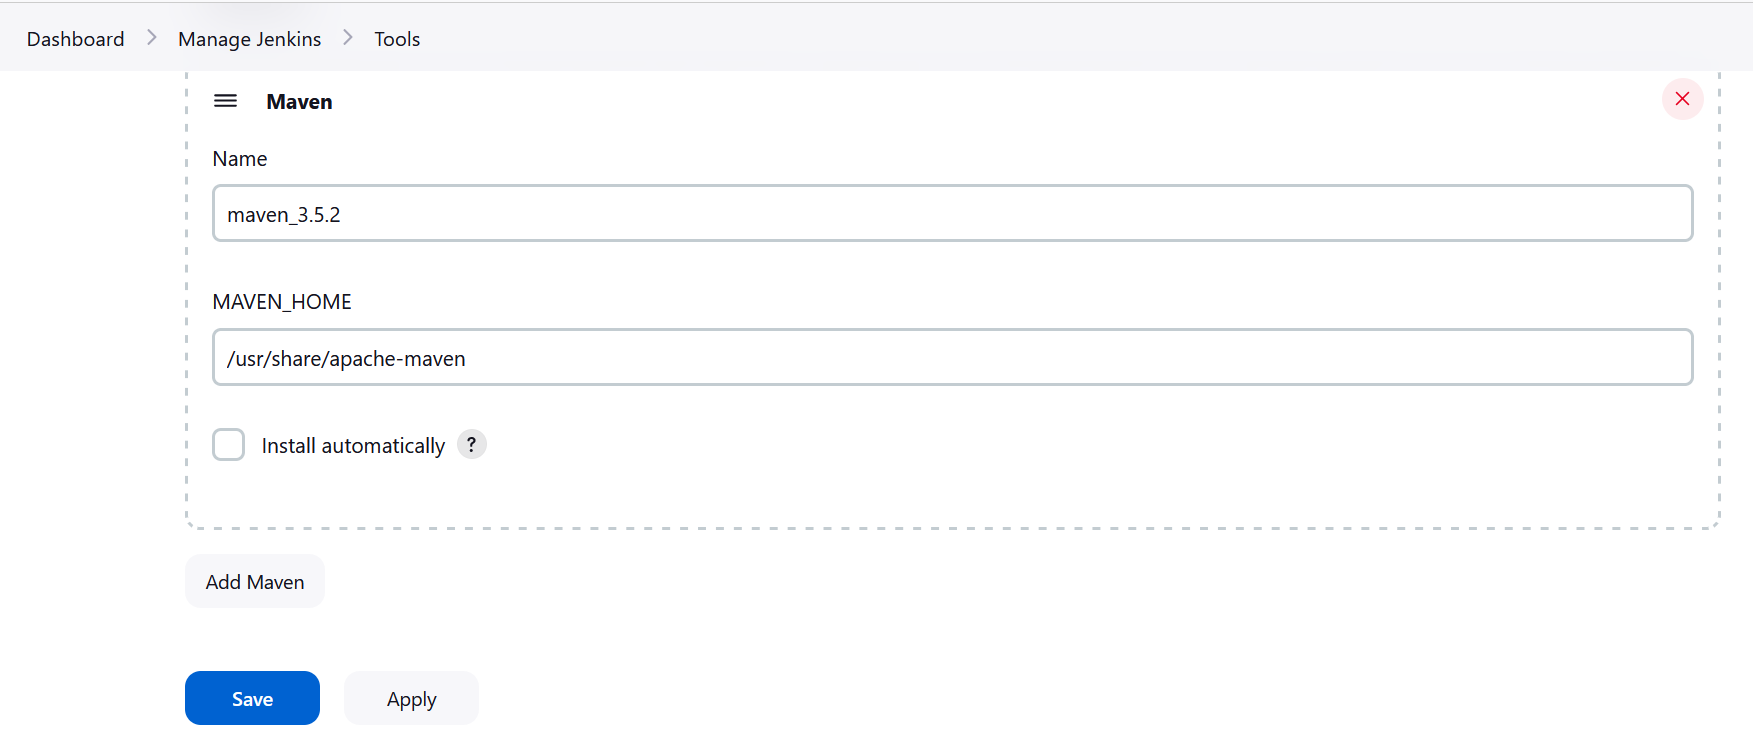 Dashboard > Manage Jenkins > Tools
Maven
Name
maven_3.5.2
MAVEN_HOME
/usr/share/apache-maven
Install automatically ?
Add Maven
Save Apply